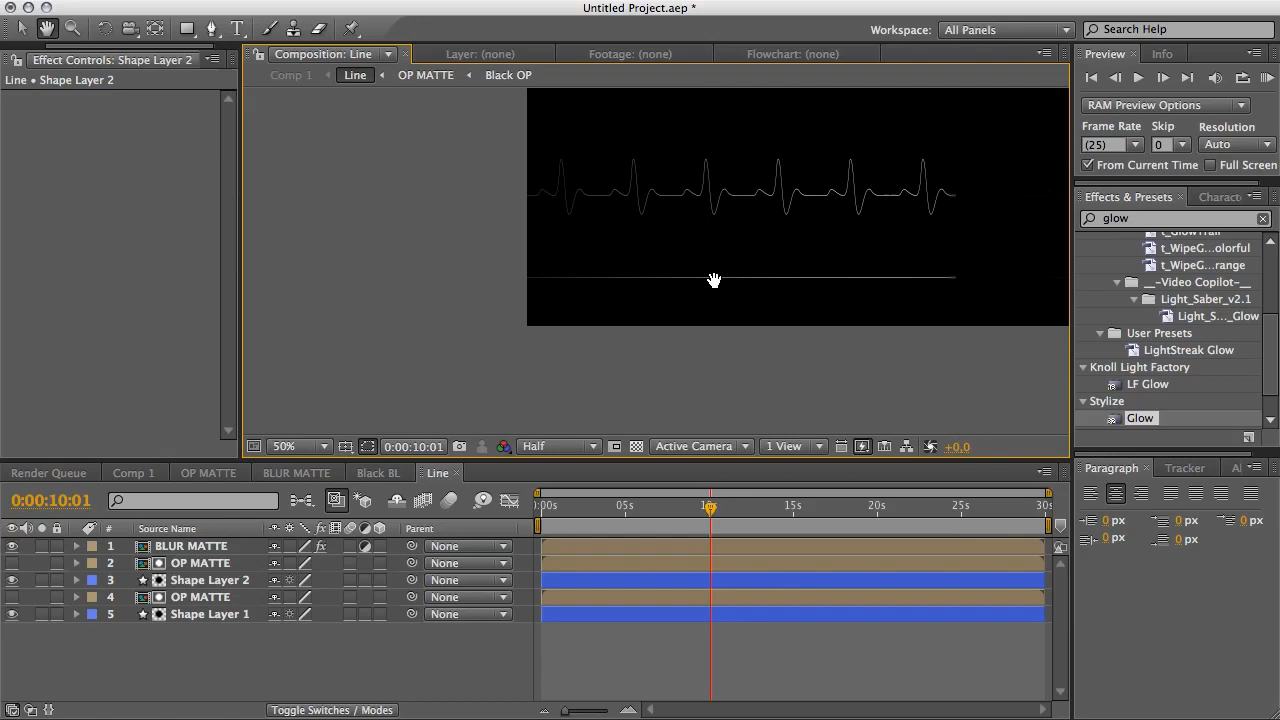 Untitled Project.aep *
Workspace: All Panels
Search Help
Effect Controls: Shape Layer 2
Composition: Line
Layer: (none)
Footage: (none)
Flowchart: (none)
Preview
Info
Line • Shape Layer 2
Comp 1
Line
OP MATTE
Black OP
RAM Preview Options
Frame Rate
Skip
Resolution
(25)
0
Auto
From Current Time
Full Screen
Effects & Presets
Charact
glow
t_WipeG...olorful
t_WipeG...range
__-Video Copilot-__
Light_Saber_v2.1
Light_S..._Glow
User Presets
LightStreak Glow
Knoll Light Factory
LF Glow
Stylize
Glow
50%
0:00:10:01
Half
Active Camera
1 View
+0.0
Render Queue
Comp 1
OP MATTE
BLUR MATTE
Black BL
Line
Paragraph
Tracker
0:00:10:01
:00s
05s
15s
20s
25s
30s
0 px
0 px
0 px
0 px
0 px
#
Source Name
Parent
1
BLUR MATTE
None
2
OP MATTE
None
3
Shape Layer 2
None
4
OP MATTE
None
5
Shape Layer 1
None
Toggle Switches / Modes